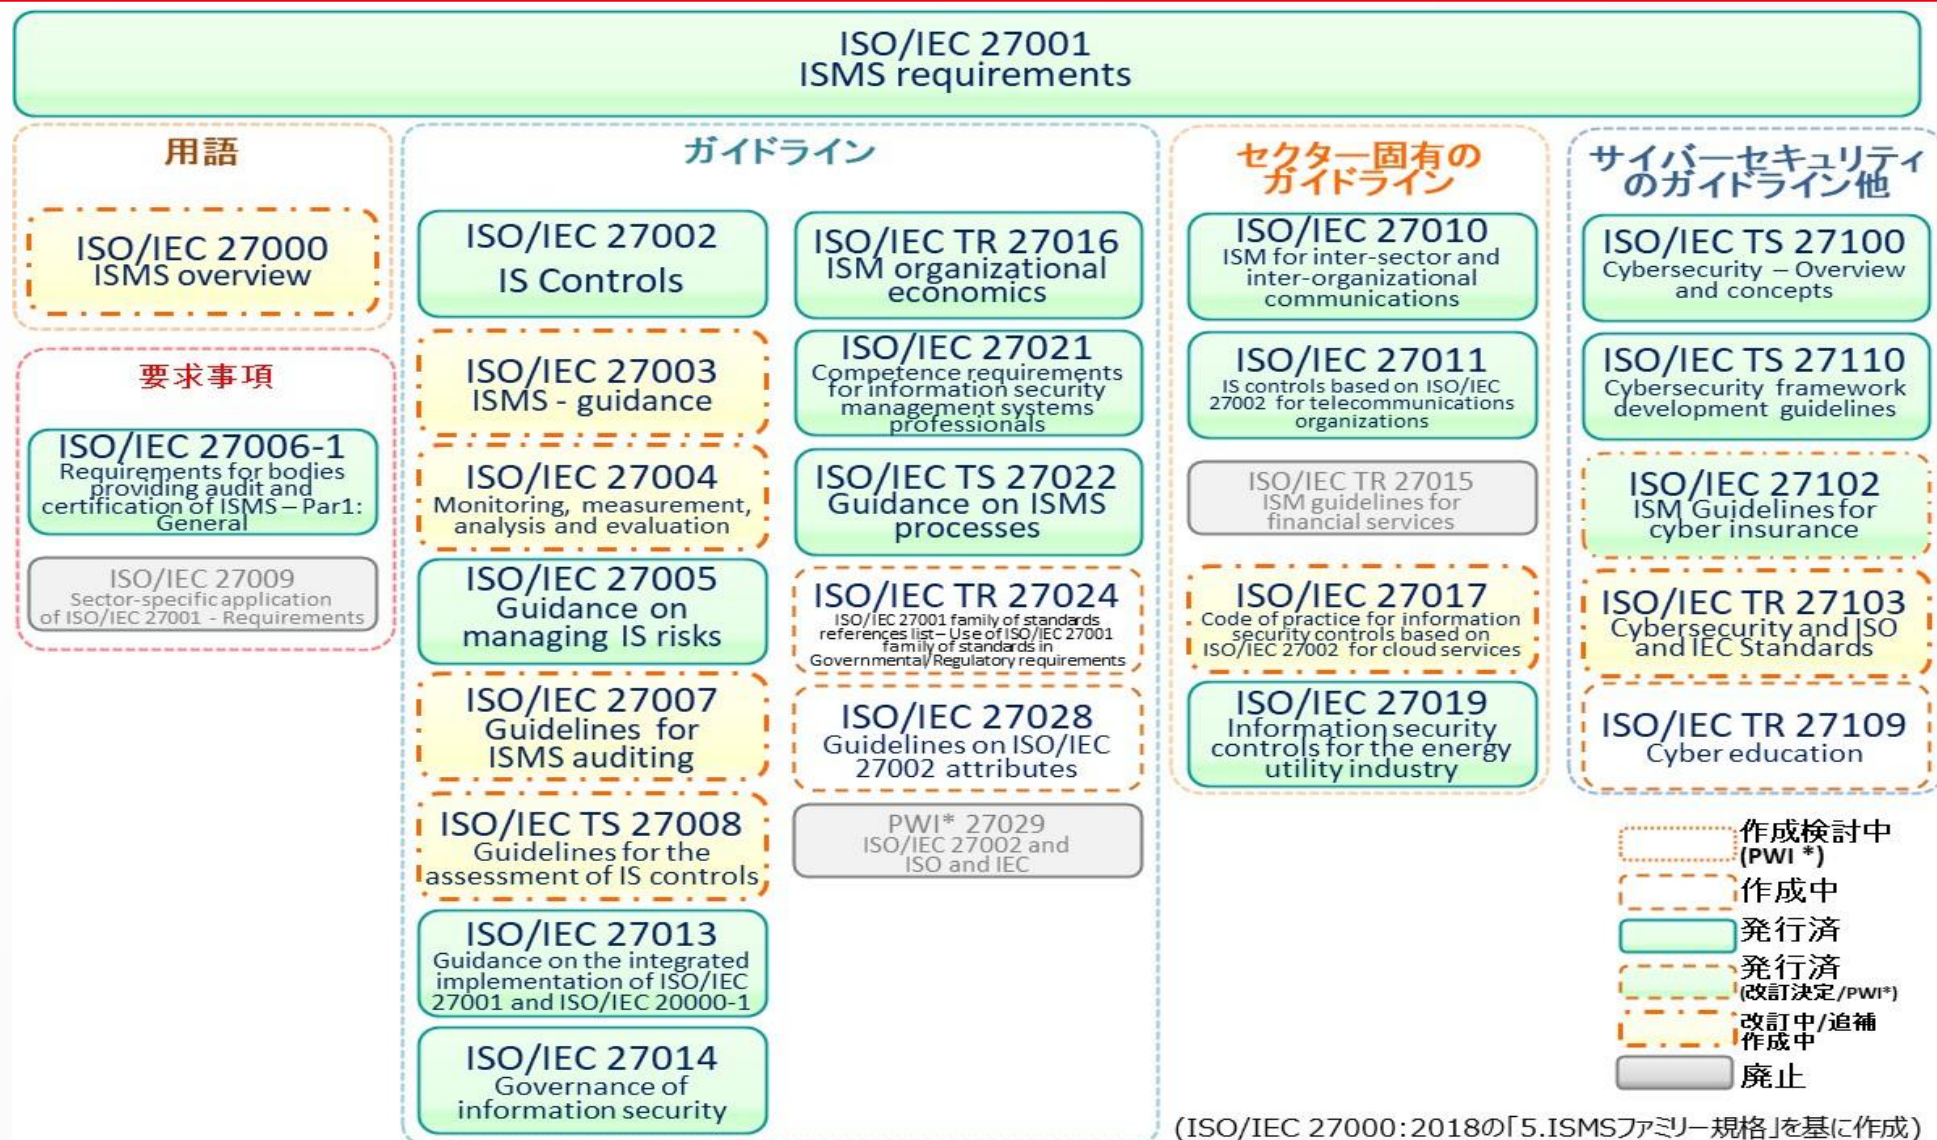 ISO/IEC 27001
ISMS requirements
用語
ISO/IEC 27000
ISMS overview
要求事項
ISO/IEC 27006-1
Requirements for bodies
providing audit and
certification of ISMS – Par1:
General
ISO/IEC 27009
Sector-specific application
of ISO/IEC 27001 - Requirements
ガイドライン
ISO/IEC 27002
IS Controls
ISO/IEC 27003
ISMS - guidance
ISO/IEC 27004
Monitoring, measurement,
analysis and evaluation
ISO/IEC 27005
Guidance on
managing IS risks
ISO/IEC 27007
Guidelines for
ISMS auditing
ISO/IEC TS 27008
Guidelines for the
assessment of IS controls
ISO/IEC 27013
Guidance on the integrated
implementation of ISO/IEC
27001 and ISO/IEC 20000-1
ISO/IEC 27014
Governance of
information security
ISO/IEC TR 27016
ISM organizational
economics
ISO/IEC 27021
Competence requirements
for information security
management systems
professionals
ISO/IEC TS 27022
Guidance on ISMS
processes
ISO/IEC TR 27024
ISO/IEC 27001 family of standards
references list – Use of ISO/IEC 27001
family of standards in
Governmental/Regulatory requirements
ISO/IEC 27028
Guidelines on ISO/IEC
27002 attributes
PWI* 27029
ISO/IEC 27002 and
ISO and IEC
セクター固有の
ガイドライン
ISO/IEC 27010
ISM for inter-sector and
inter-organizational
communications
ISO/IEC 27011
IS controls based on ISO/IEC
27002 for telecommunications
organizations
ISO/IEC TR 27015
ISM guidelines for
financial services
ISO/IEC 27017
Code of practice for information
security controls based on
ISO/IEC 27002 for cloud services
ISO/IEC 27019
Information security
controls for the energy
utility industry
サイバーセキュリティ
のガイドライン他
ISO/IEC TS 27100
Cybersecurity – Overview
and concepts
ISO/IEC TS 27110
Cybersecurity framework
development guidelines
ISO/IEC 27102
ISM Guidelines for
cyber insurance
ISO/IEC TR 27103
Cybersecurity and ISO
and IEC Standards
ISO/IEC TR 27109
Cyber education
作成検討中
(PWI *)
作成中
発行済
発行済
(改訂決定/PWI*)
改訂中/追補
作成中
廃止
(ISO/IEC 27000:2018の「5.ISMSファミリー規格」を基に作成)